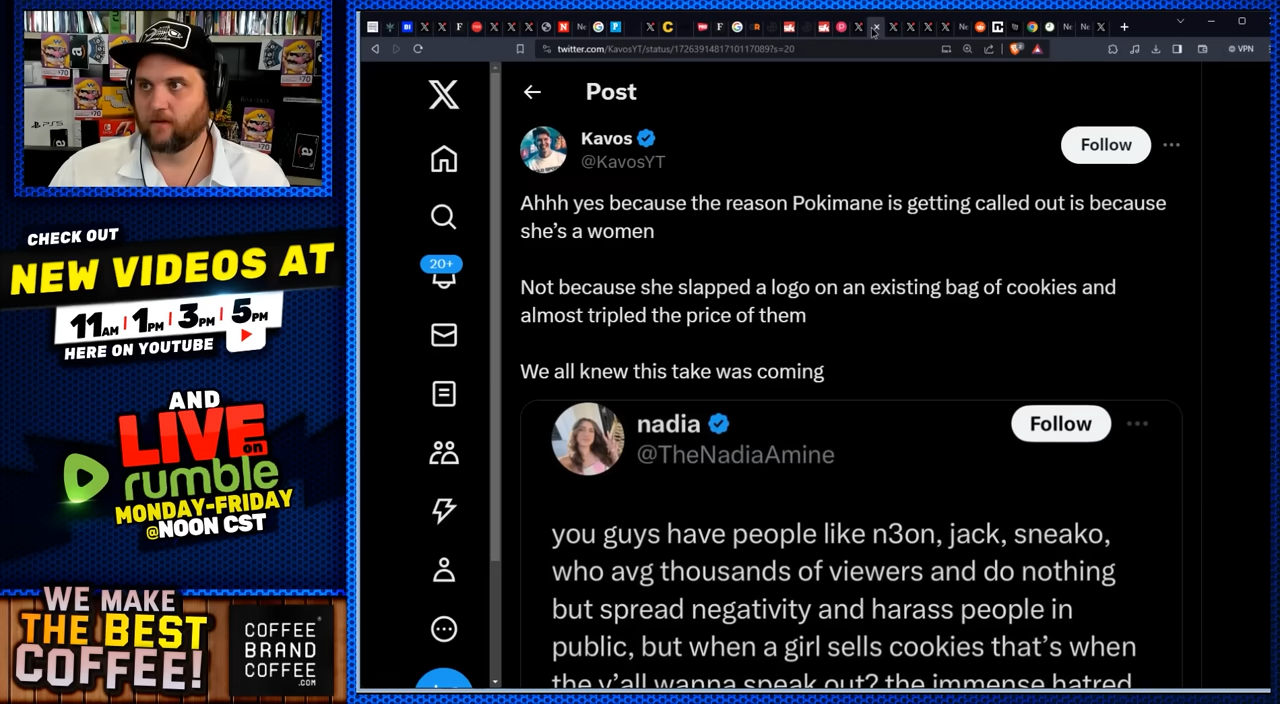 CHECK OUT
NEW VIDEOS AT
11AM | 1PM | 3PM | 5PM
HERE ON YOUTUBE
AND
LIVE on
rumble
MONDAY-FRIDAY
@NOON CST
WE MAKE
THE BEST
COFFEE!
COFFEE
BRAND
COFFEE
.COM
twitter.com/KavosYT/status/1726391481710117089?s=20
VPN
Post
Kavos
@KavosYT
Follow
Ahhh yes because the reason Pokimane is getting called out is because
she's a women
Not because she slapped a logo on an existing bag of cookies and
almost tripled the price of them
We all knew this take was coming
20+
nadia
@TheNadiaAmine
Follow
you guys have people like n3on, jack, sneako,
who avg thousands of viewers and do nothing
but spread negativity and harass people in
public, but when a girl sells cookies that's when
the y'all wanna speak out? the immense hatred